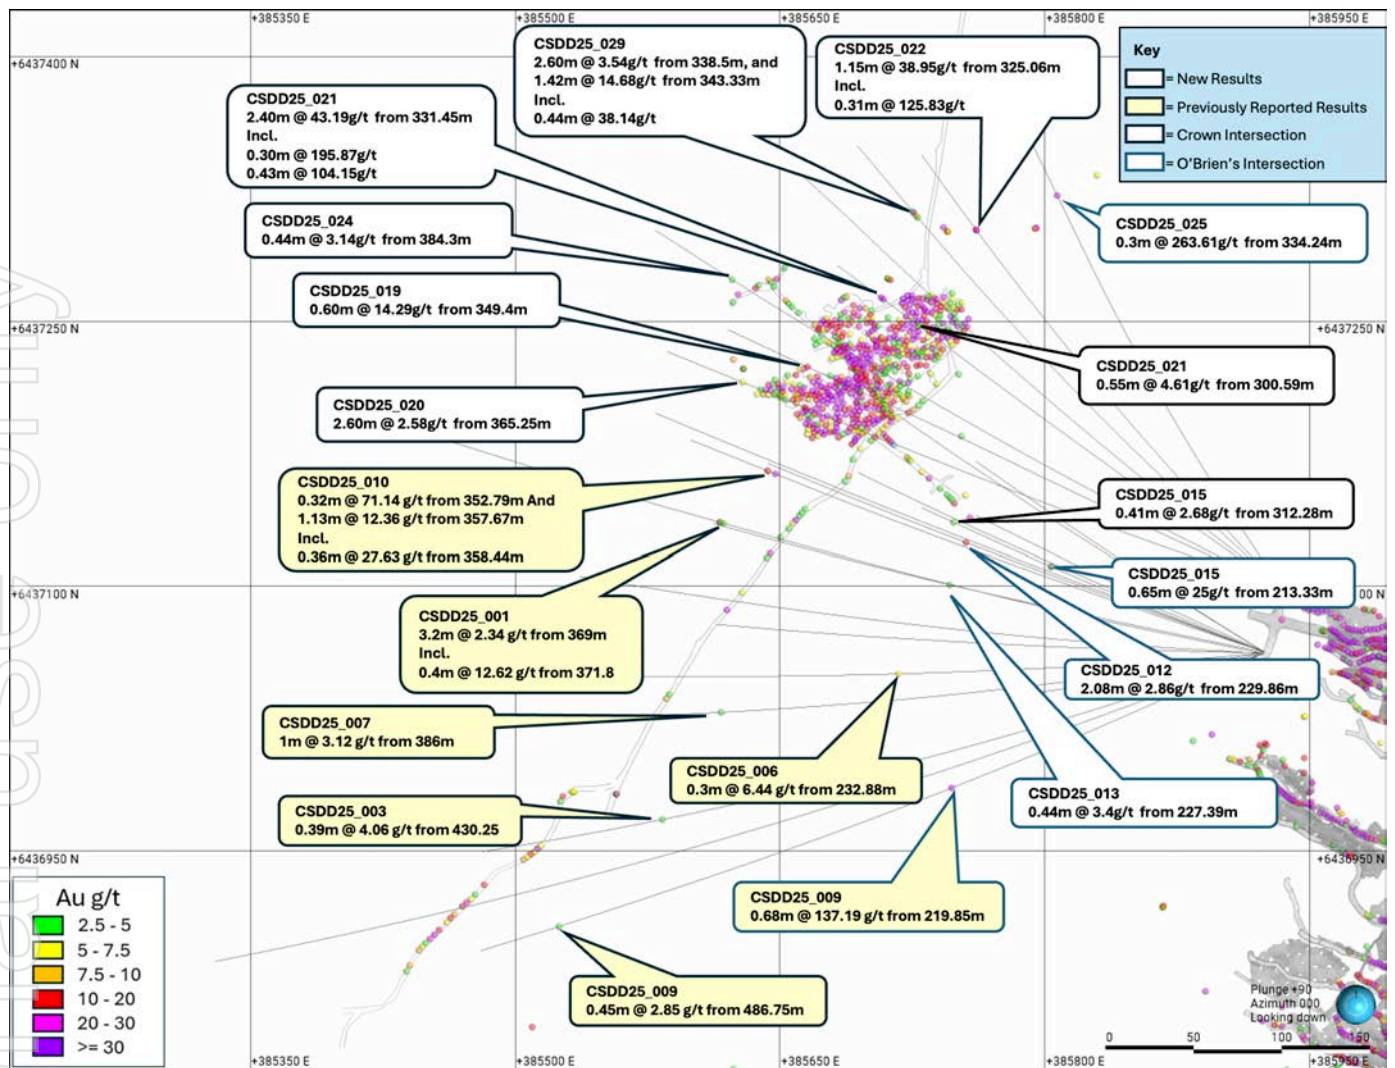 +385350 E
+385500 E
+385650 E
+385800 E
+385950 E
+6437400 N
CSDD25_029
2.60m @ 3.54g/t from 338.5m, and
1.42m @ 14.68g/t from 343.33m
Incl.
0.44m @ 38.14g/t
CSDD25_022
1.15m @ 38.95g/t from 325.06m
Incl.
0.31m @ 125.83g/t
Key
= New Results
= Previously Reported Results
= Crown Intersection
= O'Brien's Intersection
CSDD25_021
2.40m @ 43.19g/t from 331.45m
Incl.
0.30m @ 195.87g/t
0.43m @ 104.15g/t
CSDD25_024
0.44m @ 3.14g/t from 384.3m
CSDD25_025
0.3m @ 263.61g/t from 334.24m
CSDD25_019
0.60m @ 14.29g/t from 349.4m
+6437250 N
+6437250 N
CSDD25_021
0.55m @ 4.61g/t from 300.59m
CSDD25_020
2.60m @ 2.58g/t from 365.25m
CSDD25_010
0.32m @ 71.14 g/t from 352.79m And
1.13m @ 12.36 g/t from 357.67m
Incl.
0.36m @ 27.63 g/t from 358.44m
CSDD25_015
0.41m @ 2.68g/t from 312.28m
CSDD25_015
0.65m @ 25g/t from 213.33m
+6437100 N
00 N
CSDD25_001
3.2m @ 2.34 g/t from 369m
Incl.
0.4m @ 12.62 g/t from 371.8
CSDD25_012
2.08m @ 2.86g/t from 229.86m
CSDD25_007
1m @ 3.12 g/t from 386m
CSDD25_006
0.3m @ 6.44 g/t from 232.88m
CSDD25_013
0.44m @ 3.4g/t from 227.39m
CSDD25_003
0.39m @ 4.06 g/t from 430.25
+6436950 N
+6436950 N
CSDD25_009
0.68m @ 137.19 g/t from 219.85m
CSDD25_009
0.45m @ 2.85 g/t from 486.75m
Au g/t
2.5 - 5
5 - 7.5
7.5 - 10
10 - 20
20 - 30
>= 30
Plunge +90
Azimuth 000
Looking down
0 50 100 150
+385350 E
+385500 E
+385650 E
+385800 E
+385950 E